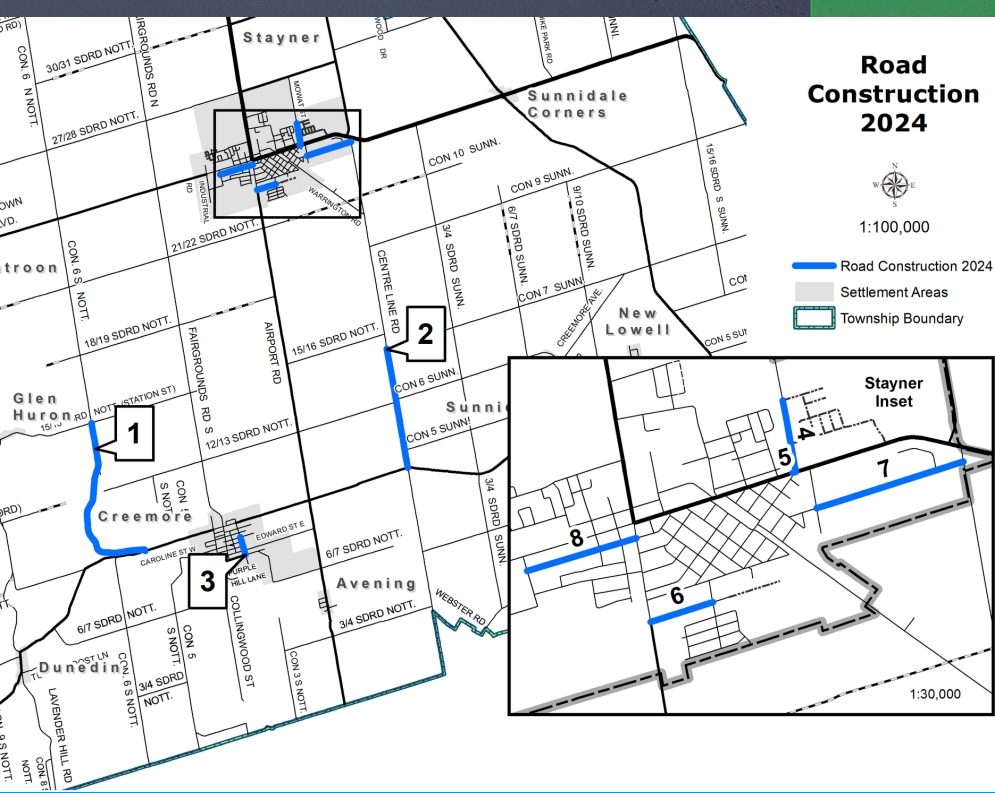 Road
Construction
2024
N
W E
S
1:100,000
Road Construction 2024
Settlement Areas
Township Boundary
CON. 6 N NOTT.
30/31 SDRD NOTT.
Stayner
27/28 SDRD NOTT.
Sunnidale
Corners
MOWAT ST
INDUSTRIAL
RD
WARRINGTON RD
CON 10 SUNN.
CON 9 SUNN.
15/16 SDRD S SUNN.
21/22 SDRD NOTT.
6/7 SDRD SUNN.
9/10 SDRD SUNN.
3/4 SDRD SUNN.
CENTRE LINE RD
CON. 6 S NOTT.
CON 7 SUNN.
CREEMORE AVE.
New
Lowell
18/19 SDRD NOTT.
AIRPORT RD
15/16 SDRD NOTT.
2
FAIRGROUNDS RD S
CON 6 SUNN.
CON 5 SUNN.
Glen
Huron
NOTT. (STATION ST)
1
12/13 SDRD NOTT.
3/4 SDRD SUNN.
Creemore
CAROLINE ST W
EDWARD ST E
3
HILL LANE
6/7 SDRD NOTT.
Avening
COLLINGWOOD ST
3/4 SDRD NOTT.
WEBSTER RD
6/7 SDRD NOTT.
CON 5
S NOTT.
Dunedin
CON. 6 S NOTT.
3/4 SDRD
NOTT.
CON 3 S NOTT.
LAVENDER HILL RD
Stayner
Inset
4
5
7
8
6
1:30,000